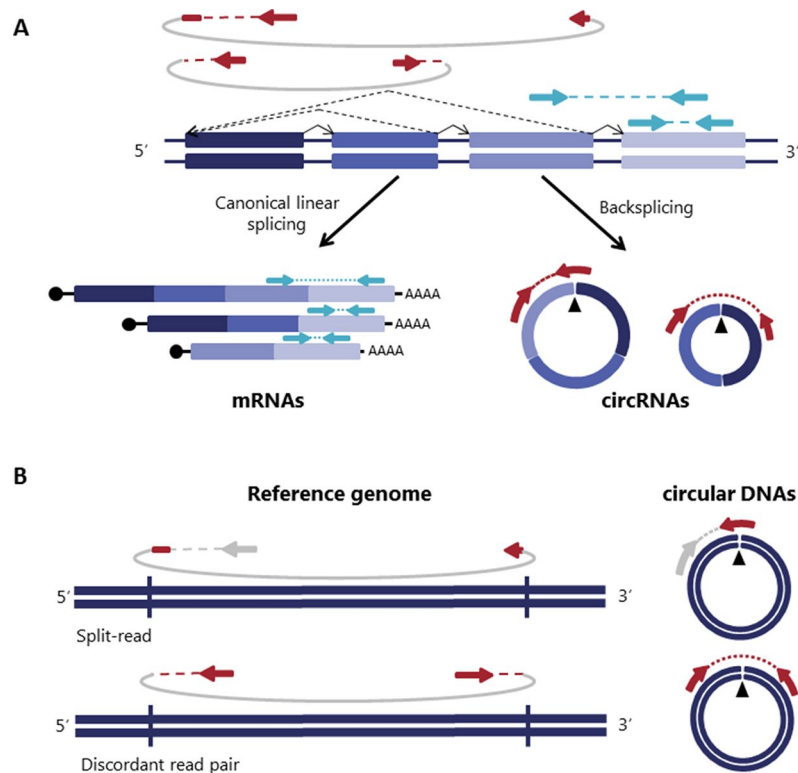 A
5′
3′
Canonical linear
splicing
Backsplicing
AAAA
AAAA
AAAA
mRNAs
circRNAs
B
Reference genome
circular DNAs
5′
3′
Split-read
5′
3′
Discordant read pair